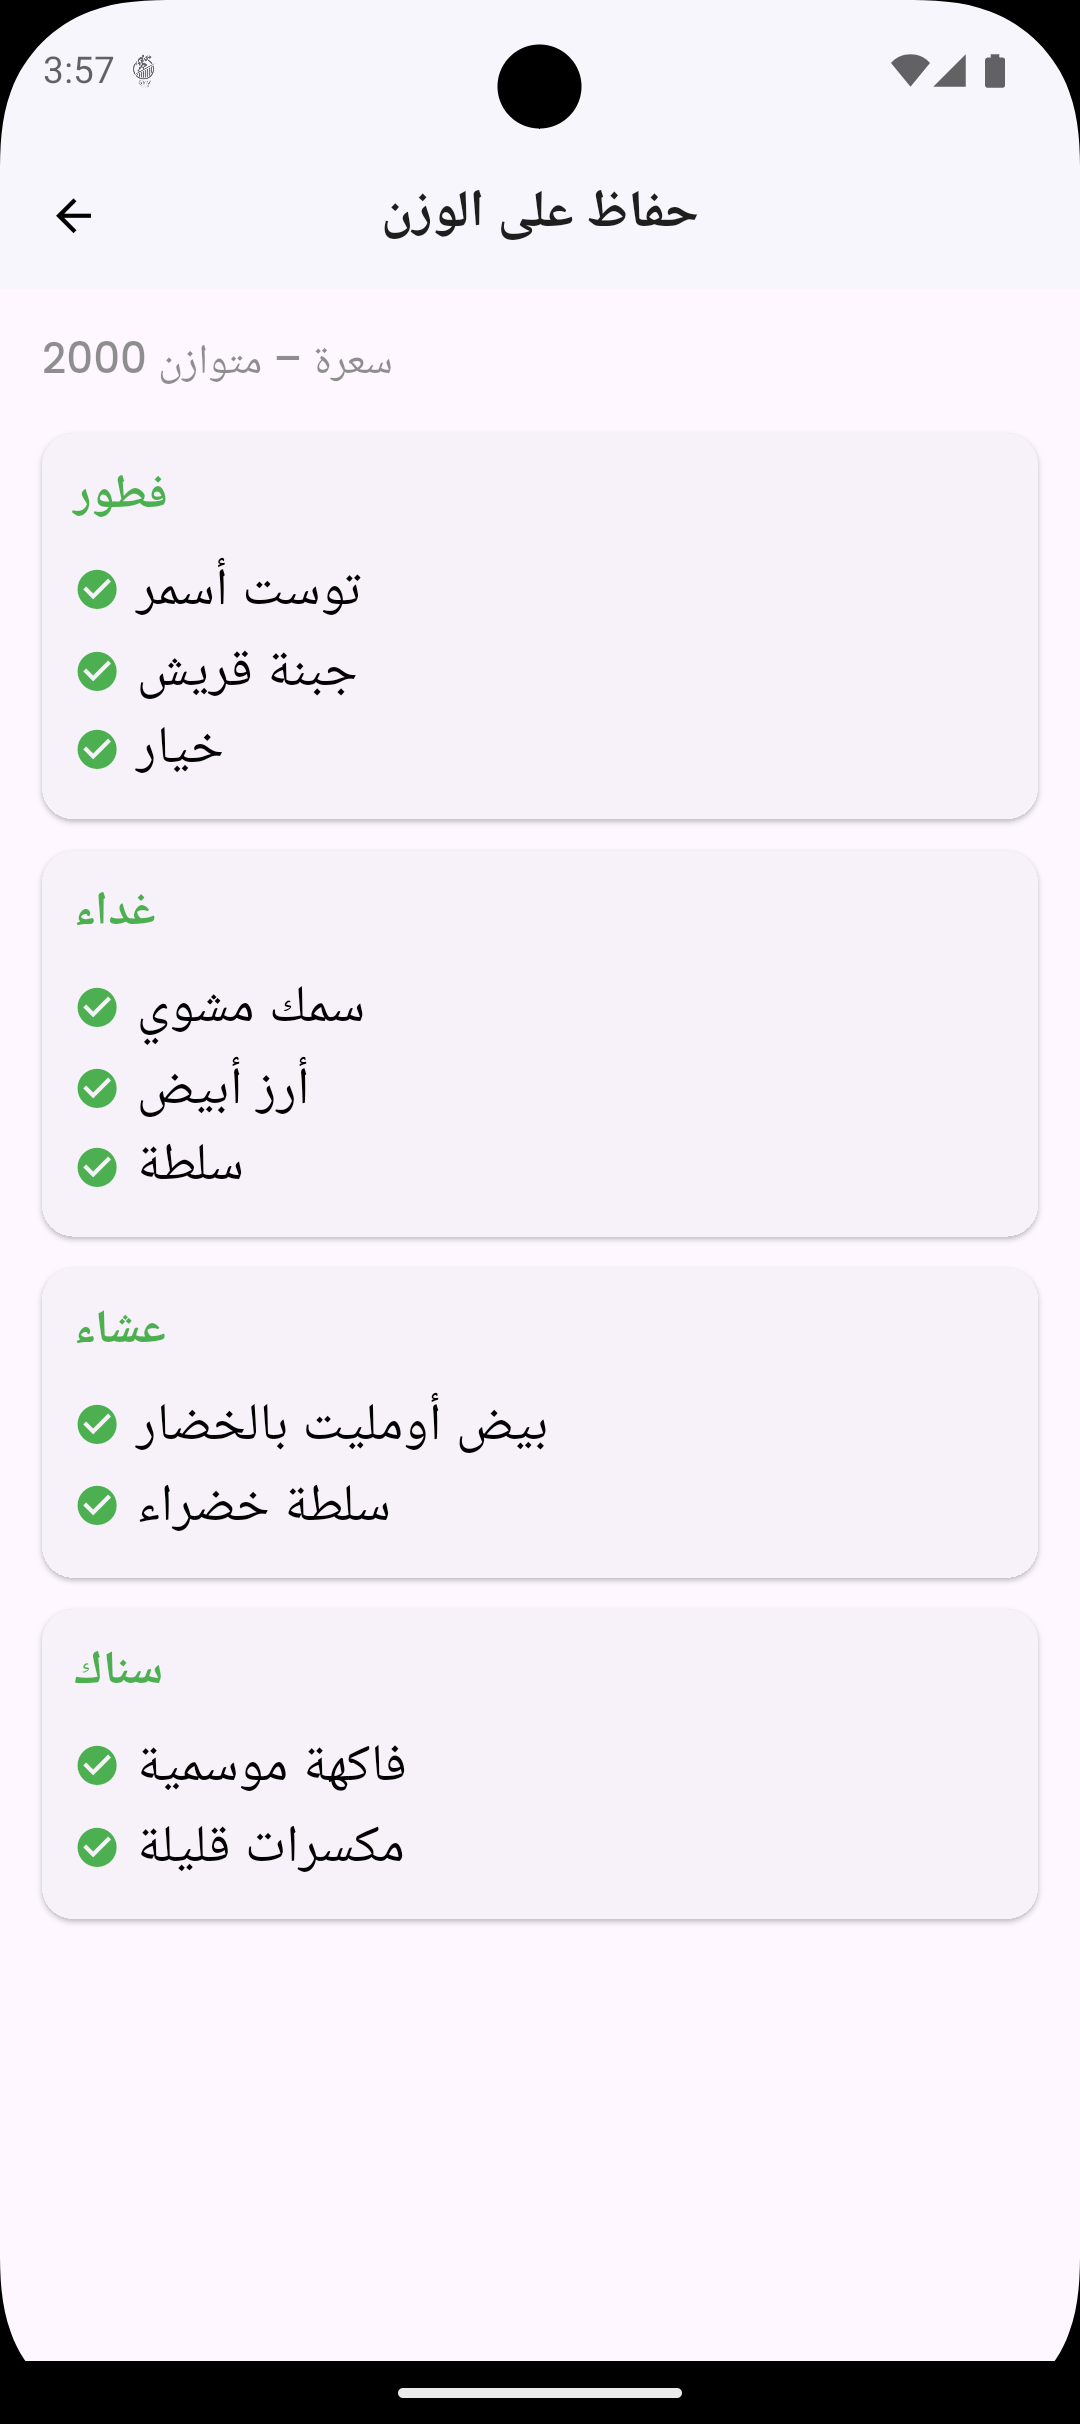 3:57
حفاظ على الوزن
2000 سعرة – متوازن
فطور
توست أسمر
جبنة قريش
خيار
غداء
سمك مشوي
أرز أبيض
سلطة
عشاء
بيض أومليت بالخضار
سلطة خضراء
سناك
فاكهة موسمية
مكسرات قليلة